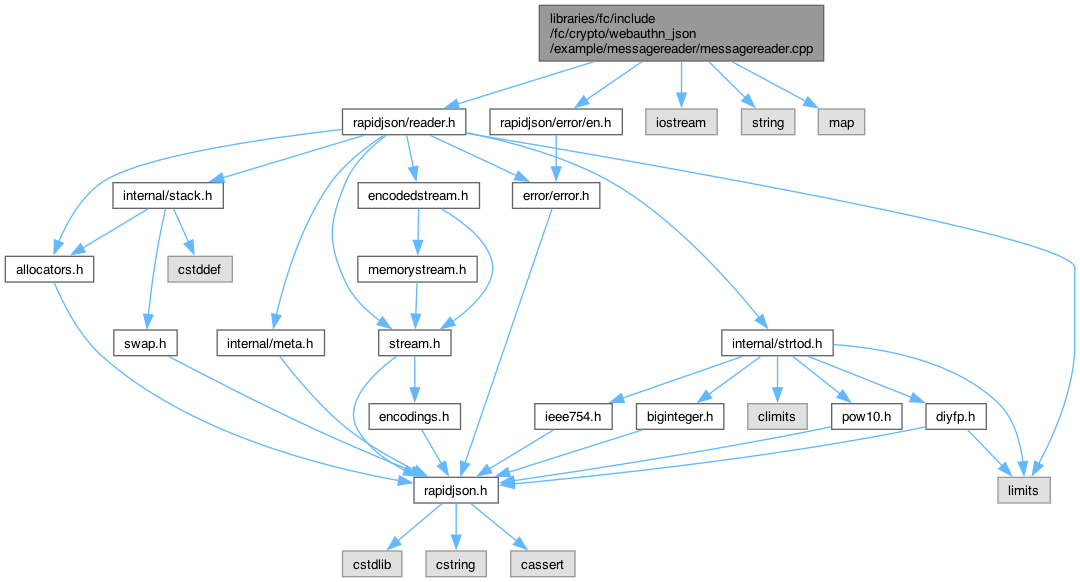 libraries/fc/include
/fc/crypto/webauthn_json
/example/messagereader/messagereader.cpp
rapidjson/reader.h
rapidjson/error/en.h
iostream
string
map
internal/stack.h
encodedstream.h
error/error.h
allocators.h
cstddef
memorystream.h
swap.h
internal/meta.h
stream.h
internal/strtod.h
encodings.h
ieee754.h
biginteger.h
climits
pow10.h
diyfp.h
rapidjson.h
limits
cstdlib
cstring
cassert